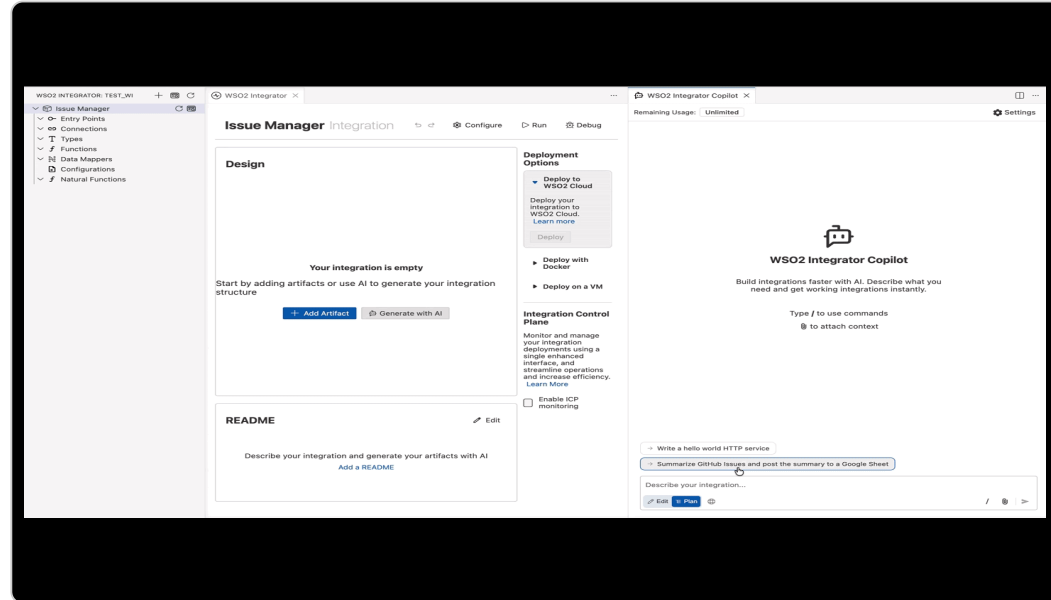 WSO2 INTEGRATOR: TEST_WI
Issue Manager
Entry Points
Connections
Types
Functions
Data Mappers
Configurations
Natural Functions
WSO2 Integrator
Issue Manager Integration
Configure
Run
Debug
Design
Your integration is empty
Start by adding artifacts or use AI to generate your integration
structure
+ Add Artifact
Generate with AI
README
Edit
Describe your integration and generate your artifacts with AI
Add a README
Deployment
Options
Deploy to
WSO2 Cloud
Deploy your
integration to
WSO2 Cloud.
Learn more
Deploy
Deploy with
Docker
Deploy on a VM
Integration Control
Plane
Monitor and manage
your integration
deployments using a
single enhanced
interface, and
streamline operations
and increase efficiency.
Learn More
Enable ICP
monitoring
WSO2 Integrator Copilot
Remaining Usage: Unlimited
Settings
WSO2 Integrator Copilot
Build integrations faster with AI. Describe what you
need and get working integrations instantly.
Type / to use commands
to attach context
Write a hello world HTTP service
Summarize GitHub Issues and post the summary to a Google Sheet
Describe your integration...
Edit
Plan
/